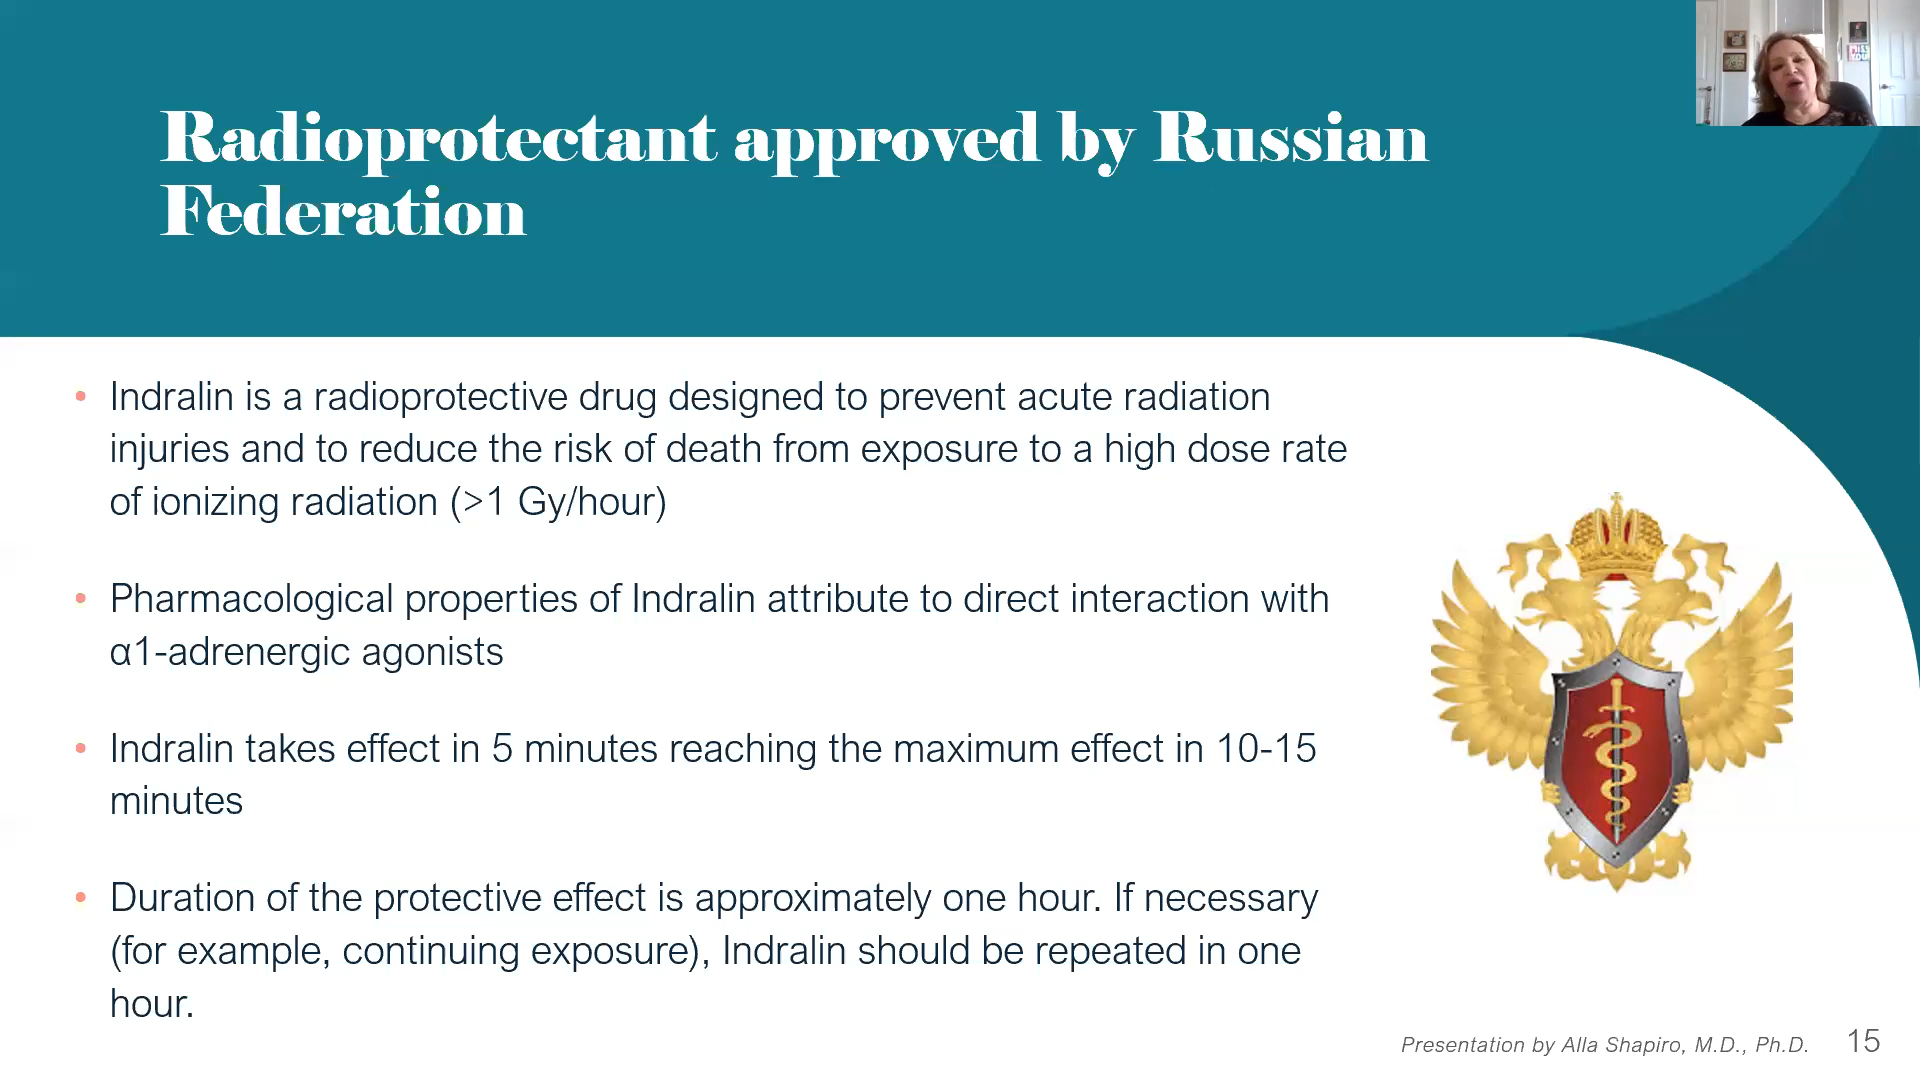 Radioprotectant approved by Russian
Federation
• Indralin is a radioprotective drug designed to prevent acute radiation
injuries and to reduce the risk of death from exposure to a high dose rate
of ionizing radiation (>1 Gy/hour)
• Pharmacological properties of Indralin attribute to direct interaction with
α1-adrenergic agonists
• Indralin takes effect in 5 minutes reaching the maximum effect in 10-15
minutes
• Duration of the protective effect is approximately one hour. If necessary
(for example, continuing exposure), Indralin should be repeated in one
hour.
Presentation by Alla Shapiro, M.D., Ph.D. 15